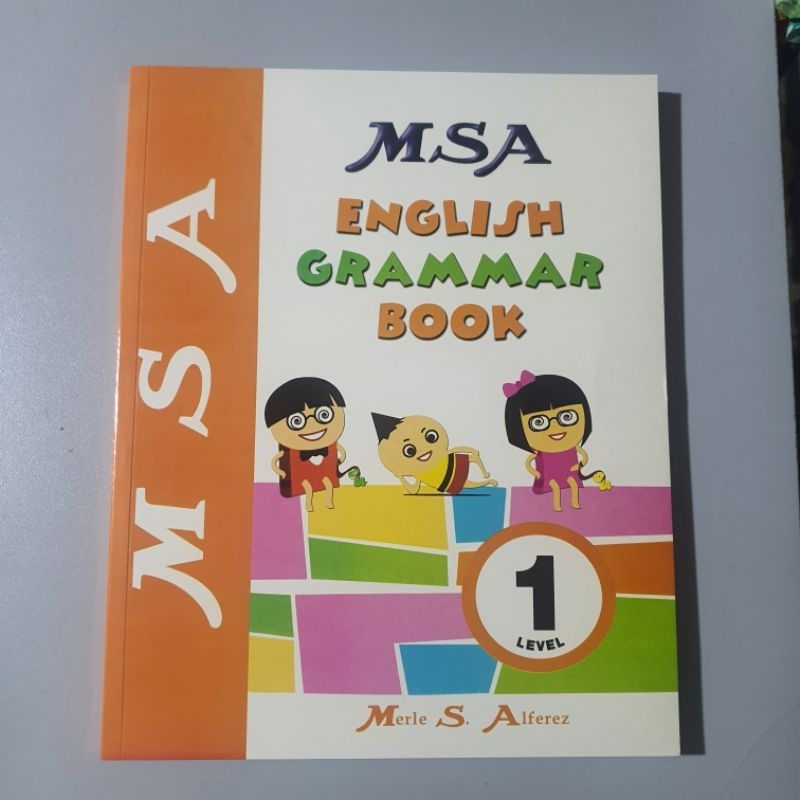 MSA
MSA
ENGLISH
GRAMMAR
BOOK
1
LEVEL
Merle S. Alferez